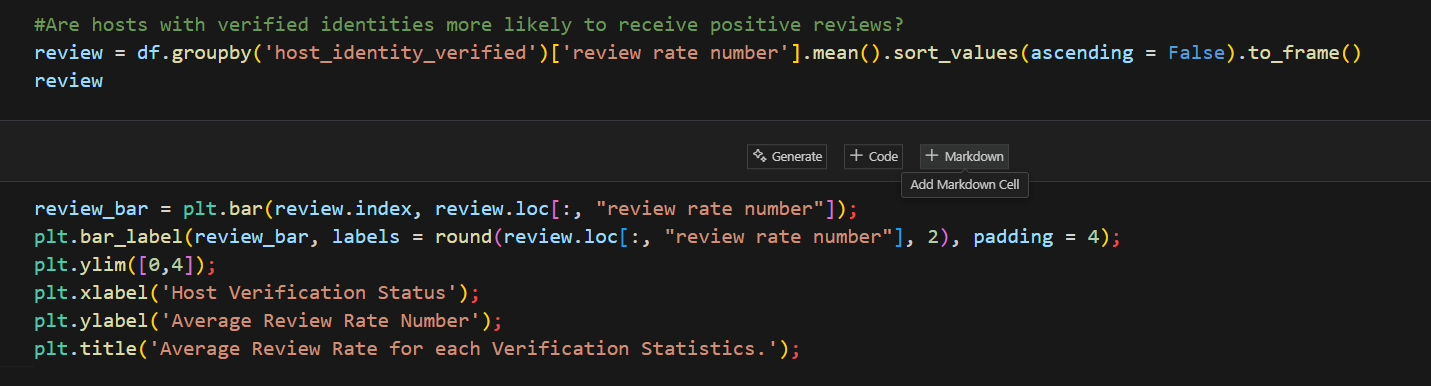 #Are hosts with verified identities more likely to receive positive reviews?
review = df.groupby('host_identity_verified')['review rate number'].mean().sort_values(ascending = False).to_frame()
review
Generate + Code + Markdown
Add Markdown Cell
review_bar = plt.bar(review.index, review.loc[:, "review rate number"]);
plt.bar_label(review_bar, labels = round(review.loc[:, "review rate number"], 2), padding = 4);
plt.ylim([0,4]);
plt.xlabel('Host Verification Status');
plt.ylabel('Average Review Rate Number');
plt.title('Average Review Rate for each Verification Statistics.');